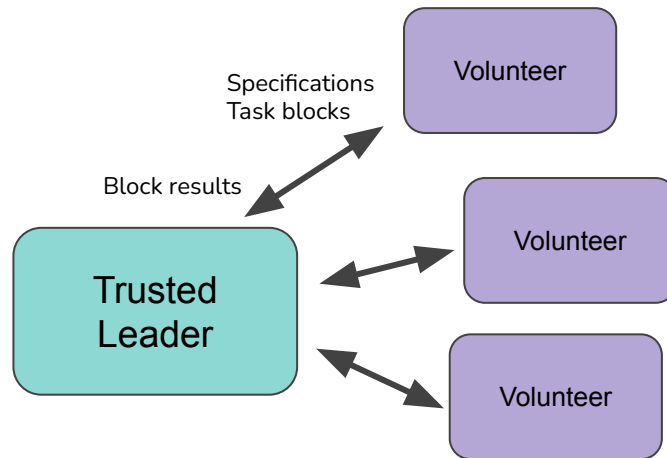 Volunteer
Specifications
Task blocks
Block results
Volunteer
Trusted
Leader
Volunteer